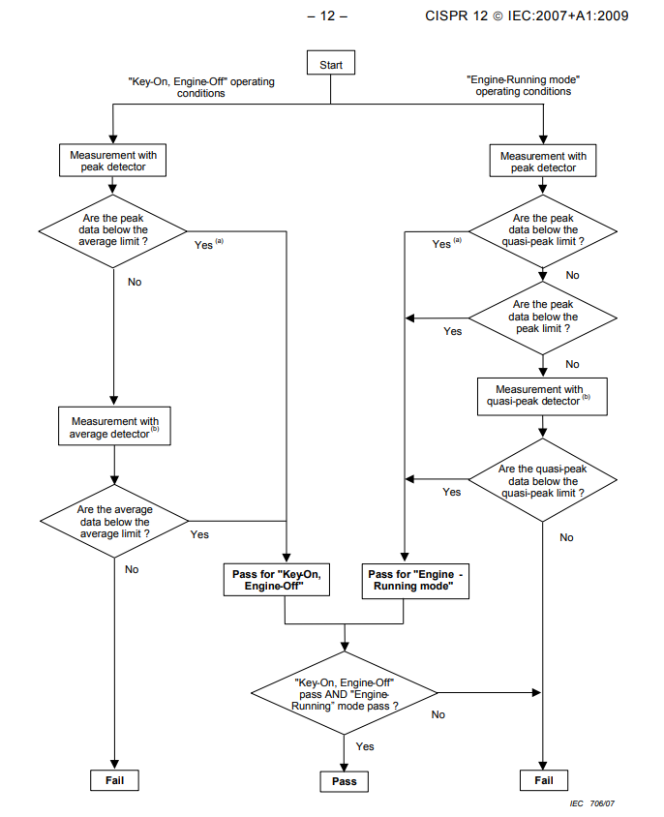 – 12 –
CISPR 12 © IEC:2007+A1:2009
Start
"Key-On, Engine-Off" operating
conditions
"Engine-Running mode"
operating conditions
Measurement with
peak detector
Measurement with
peak detector
Are the peak
data below the
average limit ?
Yes (a)
No
Are the peak
data below the
quasi-peak limit ?
Yes (a)
No
Are the peak
data below the
peak limit ?
Yes
No
Measurement with
average detector (b)
Measurement with
quasi-peak detector (b)
Are the average
data below the
average limit ?
Yes
No
Are the quasi-peak
data below the
quasi-peak limit ?
Yes
No
Pass for "Key-On,
Engine-Off"
Pass for "Engine -
Running mode"
"Key-On, Engine-Off"
pass AND "Engine-
Running" mode pass ?
No
Yes
Fail
Pass
Fail
IEC 706/07